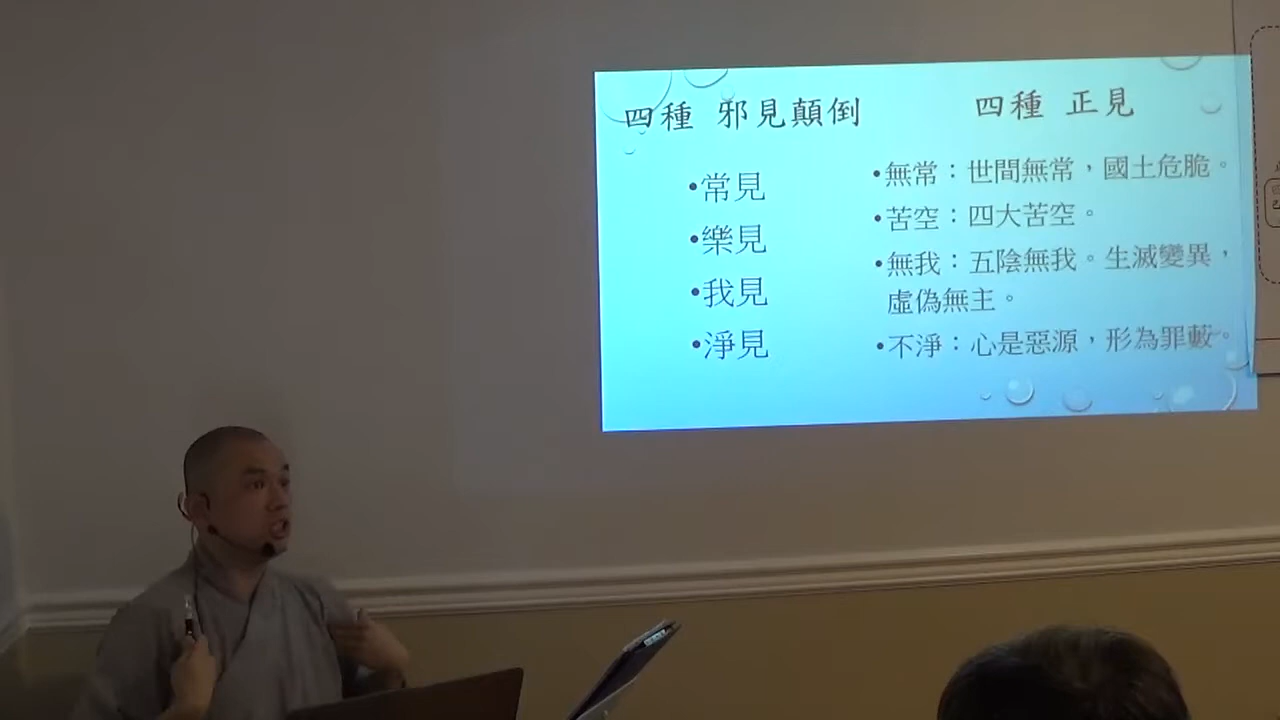 四種 邪見顛倒
•常見
•樂見
•我見
•淨見
四種 正見
•無常：世間無常，國土危脆。
•苦空：四大苦空。
•無我：五陰無我。生滅變異，
虛偽無主。
•不淨：心是惡源，形為罪藪。